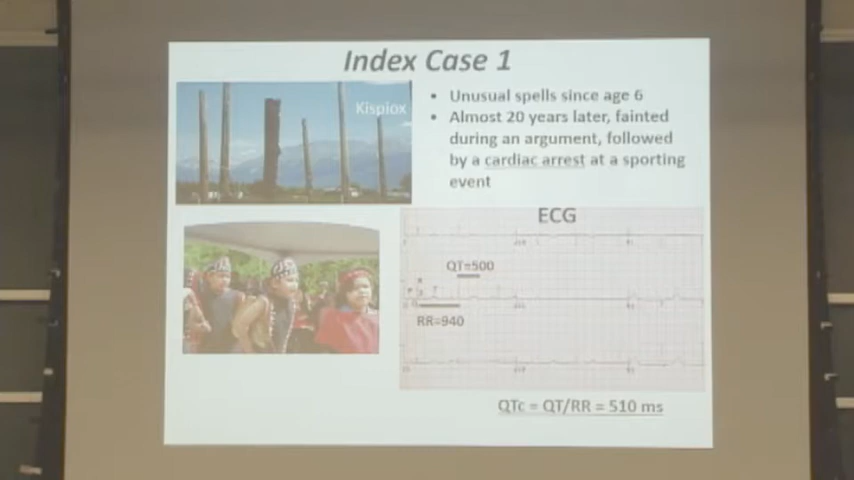 Index Case 1
Kispiox
• Unusual spells since age 6
• Almost 20 years later, fainted
during an argument, followed
by a cardiac arrest at a sporting
event
ECG
QT=500
RR=940
QTc = QT/RR = 510 ms